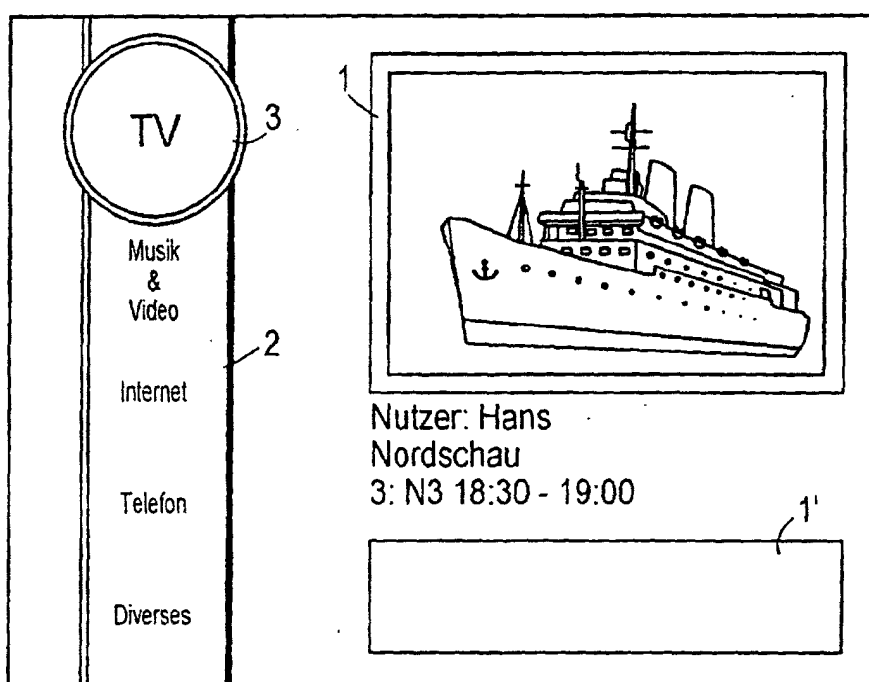 TV
3
Musik
&
Video
2
Internet
Telefon
Diverses
1
Nutzer: Hans
Nordschau
3: N3 18:30 - 19:00
1'